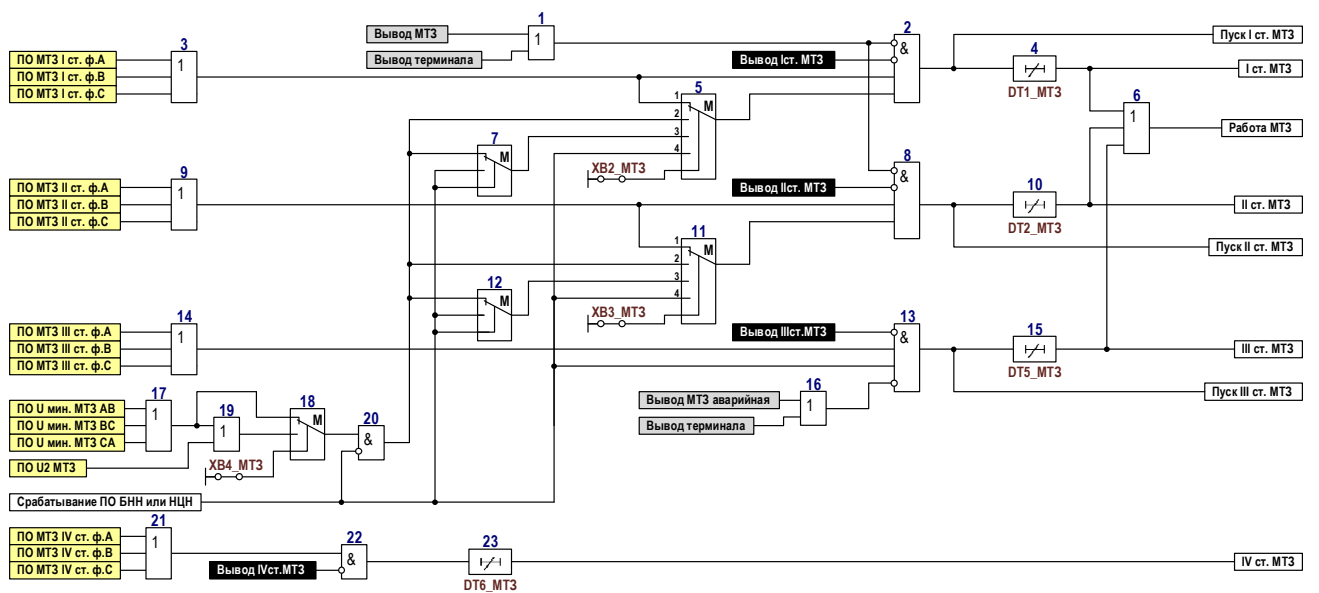 1
Вывод МТЗ
1
Вывод терминала
2
&
Вывод Iст. МТЗ
Пуск I ст. МТЗ
3
ПО МТЗ I ст. ф.А
ПО МТЗ I ст. ф.В
ПО МТЗ I ст. ф.С
1
4
DT1_МТЗ
I ст. МТЗ
5
1
2
3
4
М
XB2_МТЗ
6
1
Работа МТЗ
7
М
8
&
Вывод IIст. МТЗ
9
ПО МТЗ II ст. ф.А
ПО МТЗ II ст. ф.В
ПО МТЗ II ст. ф.С
1
10
DT2_МТЗ
II ст. МТЗ
Пуск II ст. МТЗ
11
1
2
3
4
М
XB3_МТЗ
12
М
13
&
Вывод IIIст.МТЗ
14
ПО МТЗ III ст. ф.А
ПО МТЗ III ст. ф.В
ПО МТЗ III ст. ф.С
1
15
DT5_МТЗ
III ст. МТЗ
Пуск III ст. МТЗ
16
Вывод МТЗ аварийная
1
Вывод терминала
17
ПО U мин. МТЗ АВ
ПО U мин. МТЗ ВС
ПО U мин. МТЗ СА
1
19
1
18
М
XB4_МТЗ
20
&
ПО U2 МТЗ
Срабатывание ПО БНН или НЦН
21
ПО МТЗ IV ст. ф.А
ПО МТЗ IV ст. ф.В
ПО МТЗ IV ст. ф.С
1
22
&
Вывод IVст.МТЗ
23
DT6_МТЗ
IV ст. МТЗ